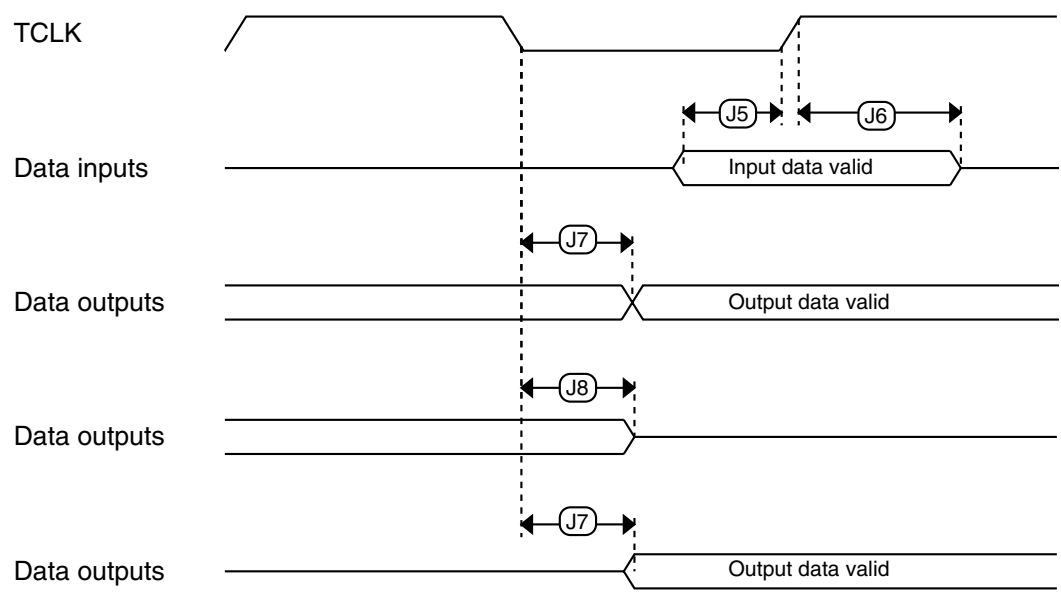 TCLK
J5
J6
Data inputs
Input data valid
J7
Data outputs
Output data valid
J8
Data outputs
J7
Data outputs
Output data valid